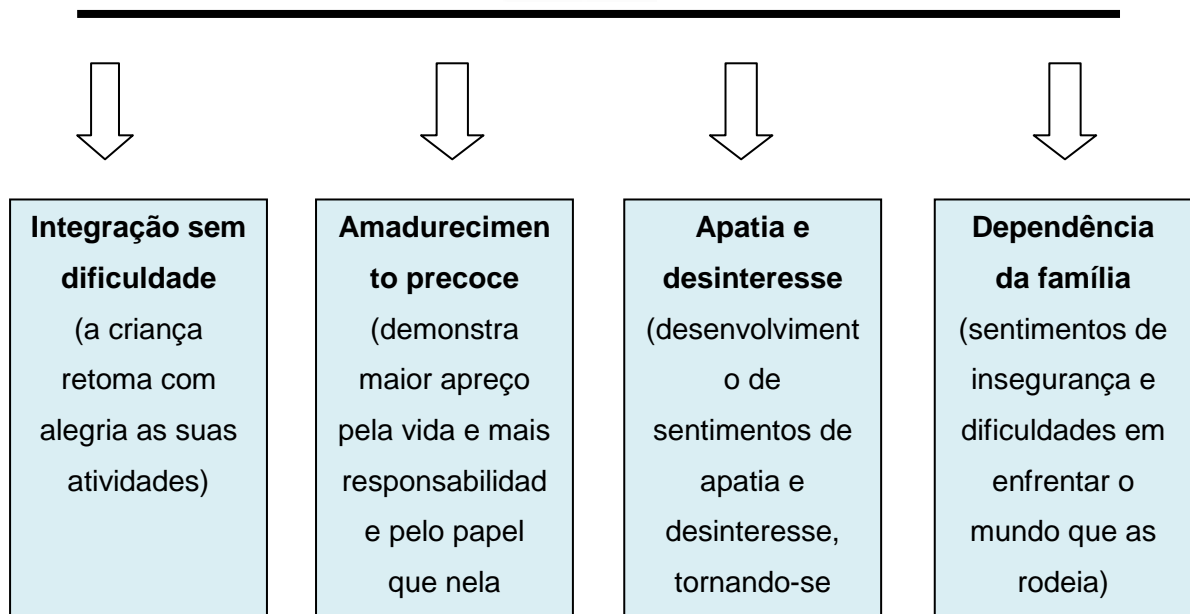 Integração sem
dificuldade
(a criança
retoma com
alegria as suas
atividades)
Amadurecimen
to precoce
(demonstra
maior apreço
pela vida e mais
responsabilidad
e pelo papel
que nela
Apatia e
desinteresse
(desenvolviment
o de
sentimentos de
apatia e
desinteresse,
tornando-se
Dependência
da família
(sentimentos de
insegurança e
dificuldades em
enfrentar o
mundo que as
rodeia)